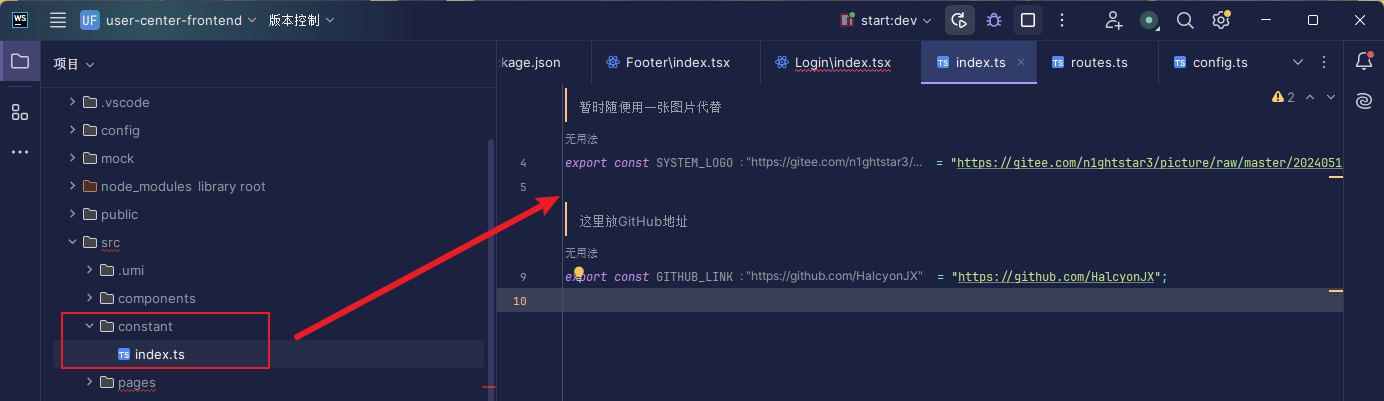 WS
UF user-center-frontend 版本控制 start:dev
项目
kage.json Footer\index.tsx Login\index.tsx TS index.ts TS routes.ts TS config.ts
.vscode
config
mock
node_modules library root
public
src
.umi
components
constant
TS index.ts
pages
2
暂时随便用一张图片代替
无用法
4 export const SYSTEM_LOGO : "https://gitee.com/n1ghtstar3/... = "https://gitee.com/n1ghtstar3/picture/raw/master/2024051
5
这里放GitHub地址
无用法
9 export const GITHUB_LINK : "https://github.com/HalcyonJX" = "https://github.com/HalcyonJX";
10